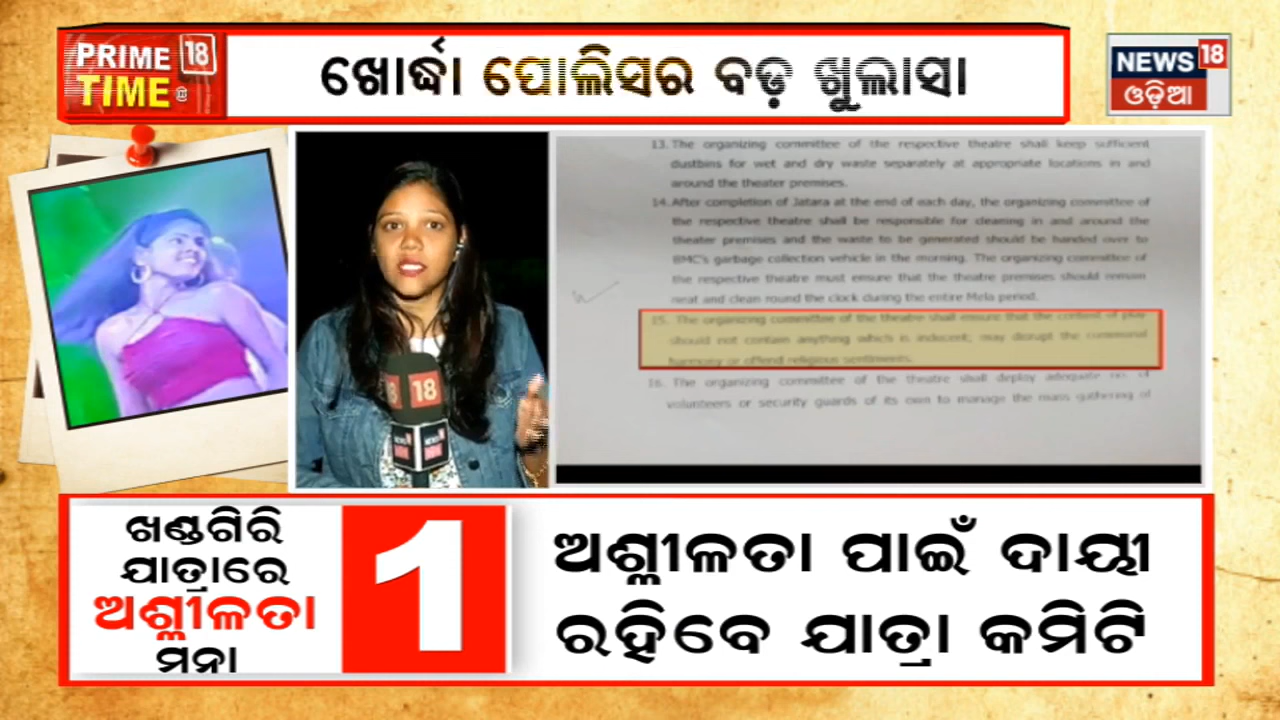 PRIME 18
TIME @
ଖୋର୍ଦ୍ଧା ପୋଲିସର ବଡ଼ ଖୁଲାସା
NEWS 18
ଓଡ଼ିଆ
13. The organizing committee of the respective theatre shall keep sufficient
dustbins for wet and dry waste separately at appropriate locations in and
around the theater premises.
14. After completion of Jatara at the end of each day, the organizing committee of
the respective theatre shall be responsible for cleaning in and around the
theater premises and the waste to be generated should be handed over to
BMC's garbage collection vehicle in the morning. The organizing committee of
the respective theatre must ensure that the theatre premises should remain
neat and clean round the clock during the entire Mela period.
15. The organizing committee of the theatre shall ensure that the content of play
should not contain anything which is indecent; may disrupt the communal
harmony or offend religious sentiments.
16. The organizing committee of the theatre shall deploy adequate no. of
volunteers or security guards of its own to manage the mass gathering of
18
ଖଣ୍ଡଗିରି
ଯାତ୍ରାରେ
ଅଶ୍ଳୀଳତା
ମନା
1
ଅଶ୍ଳୀଳତା ପାଇଁ ଦାୟୀ
ରହିବେ ଯାତ୍ରା କମିଟି